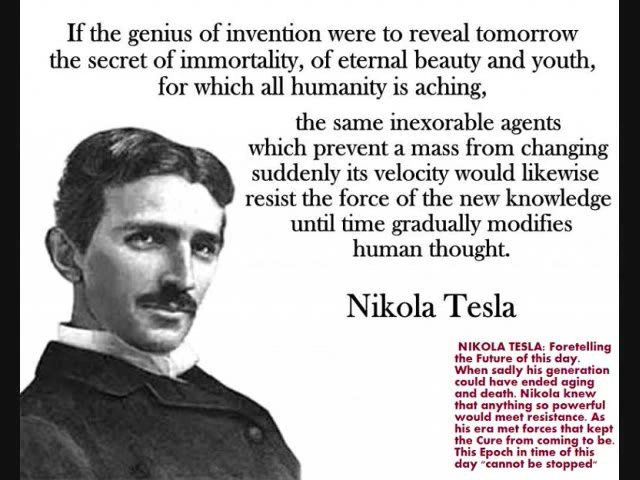 If the genius of invention were to reveal tomorrow
the secret of immortality, of eternal beauty and youth,
for which all humanity is aching,
the same inexorable agents
which prevent a mass from changing
suddenly its velocity would likewise
resist the force of the new knowledge
until time gradually modifies
human thought.
Nikola Tesla
NIKOLA TESLA: Foretelling
the Future of this day.
When sadly his generation
could have ended aging
and death. Nikola knew
that anything so powerful
would meet resistance. As
his era met forces that kept
the Cure from coming to be.
This Epoch in time of this
day "cannot be stopped"